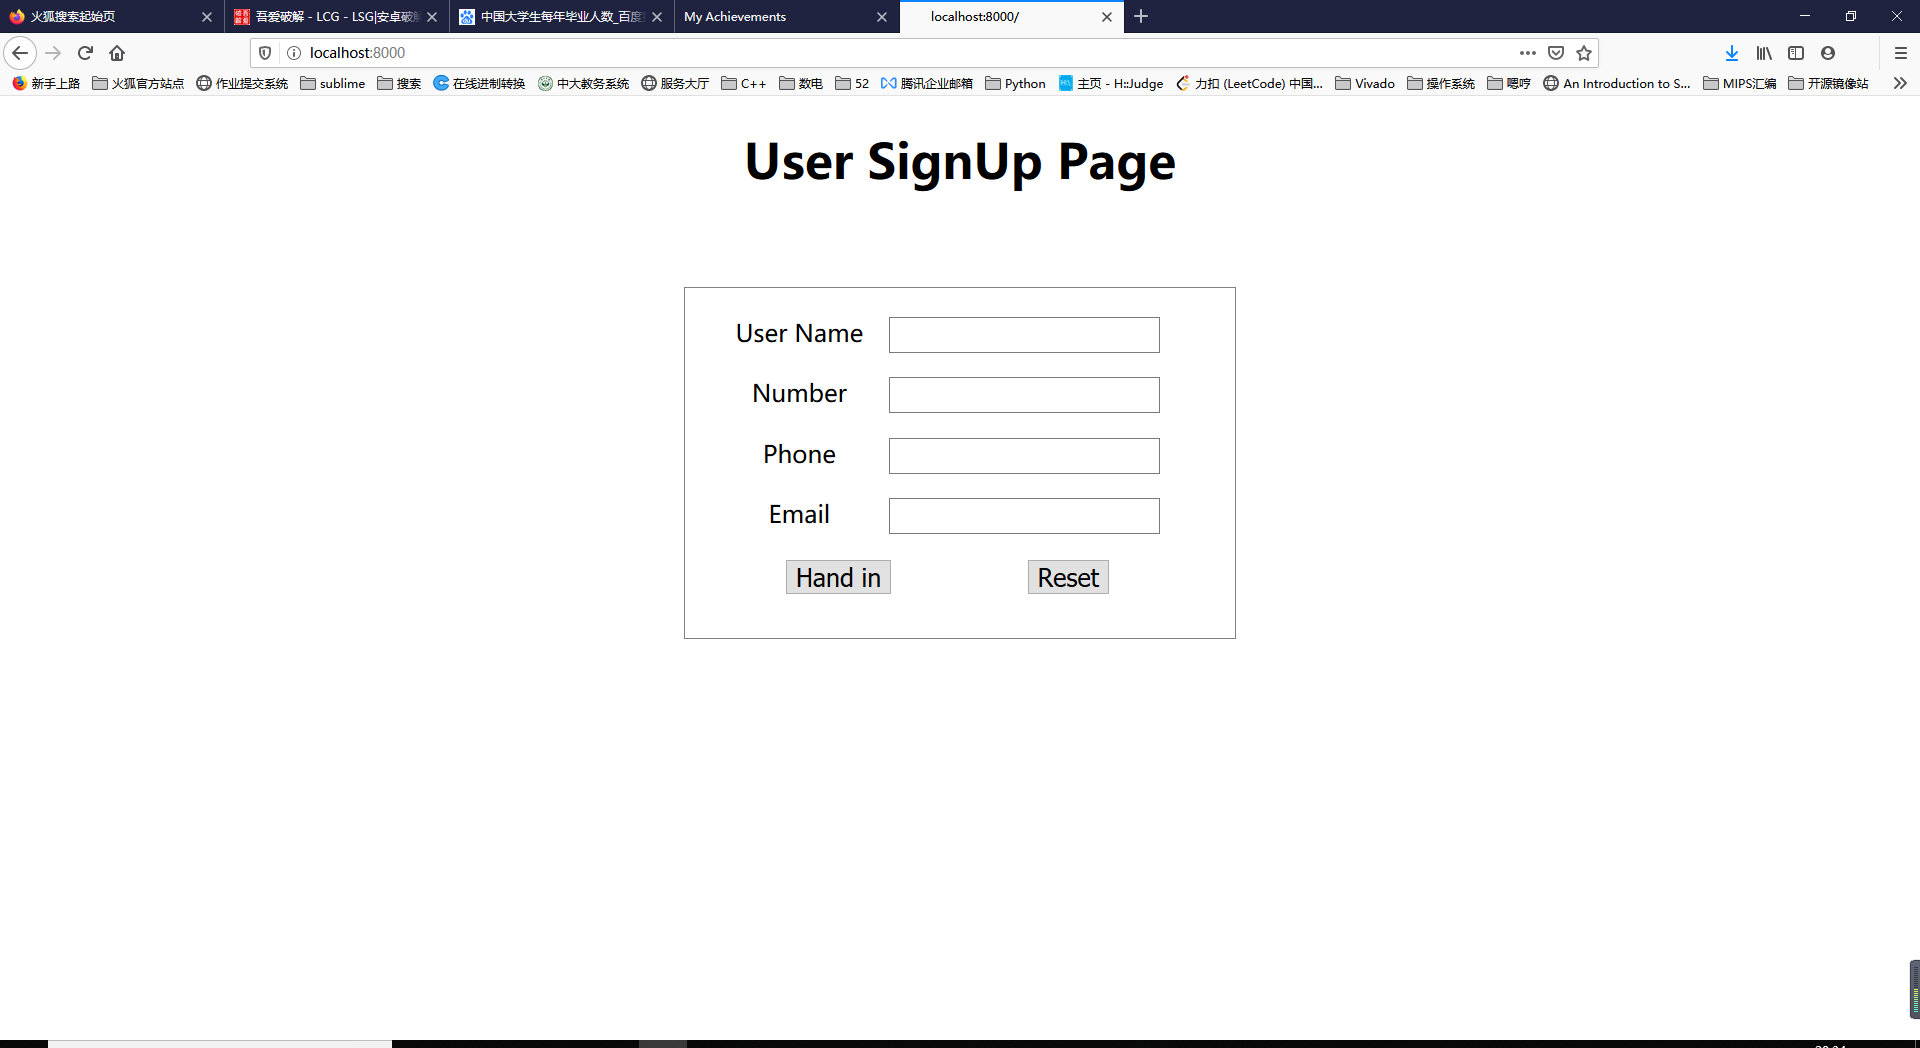 火狐搜索起始页
吾爱破解 - LCG - LSG|安卓破解
中国大学生每年毕业人数_百度
My Achievements
localhost:8000/
localhost:8000
新手上路 火狐官方站点 作业提交系统 sublime 搜索 在线进制转换 中大教务系统 服务大厅 C++ 数电 52 腾讯企业邮箱 Python 主页 - H::Judge 力扣 (LeetCode) 中国... Vivado 操作系统 嗯哼 An Introduction to S... MIPS汇编 开源镜像站
User SignUp Page
User Name
Number
Phone
Email
Hand in Reset